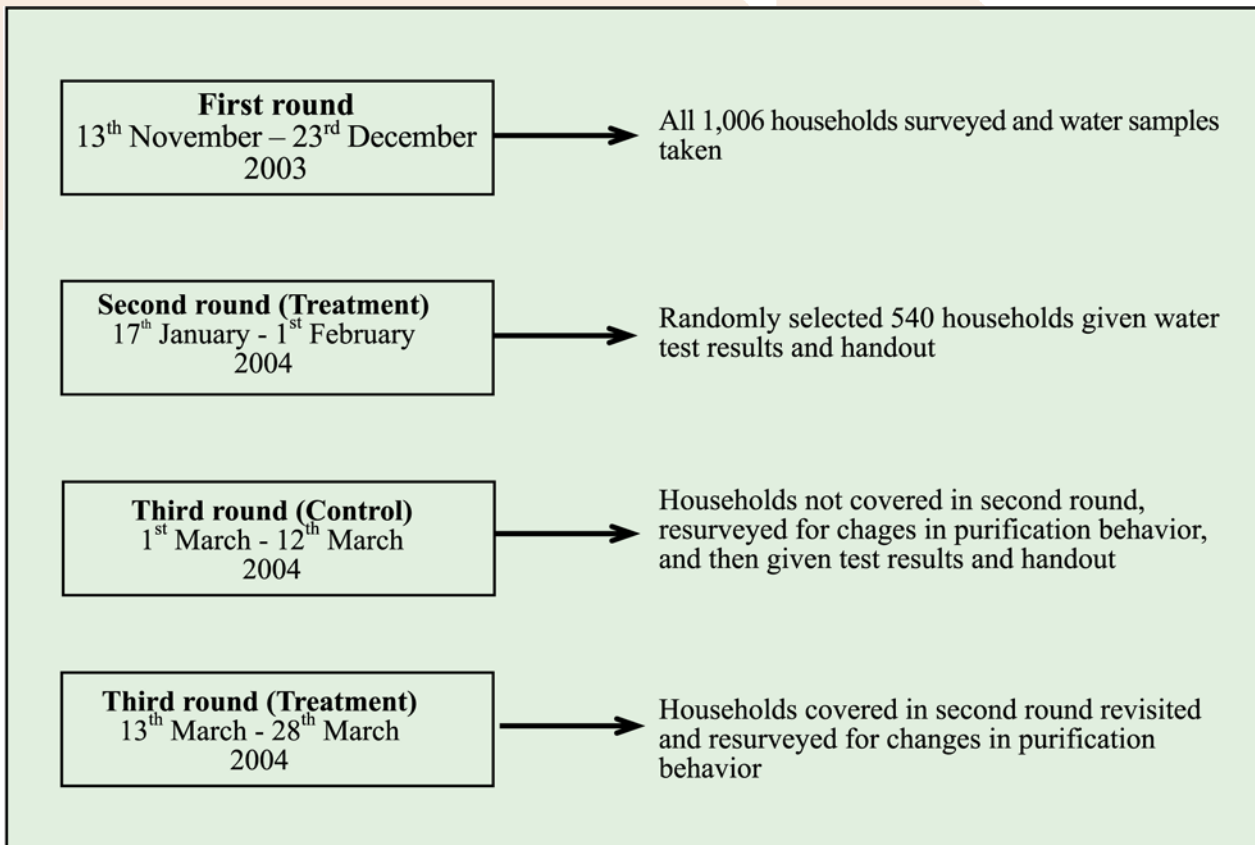 First round
13th November – 23rd December
2003
All 1,006 households surveyed and water samples
taken
Second round (Treatment)
17th January - 1st February
2004
Randomly selected 540 households given water
test results and handout
Third round (Control)
1st March - 12th March
2004
Households not covered in second round,
resurveyed for chages in purification behavior,
and then given test results and handout
Third round (Treatment)
13th March - 28th March
2004
Households covered in second round revisited
and resurveyed for changes in purification
behavior